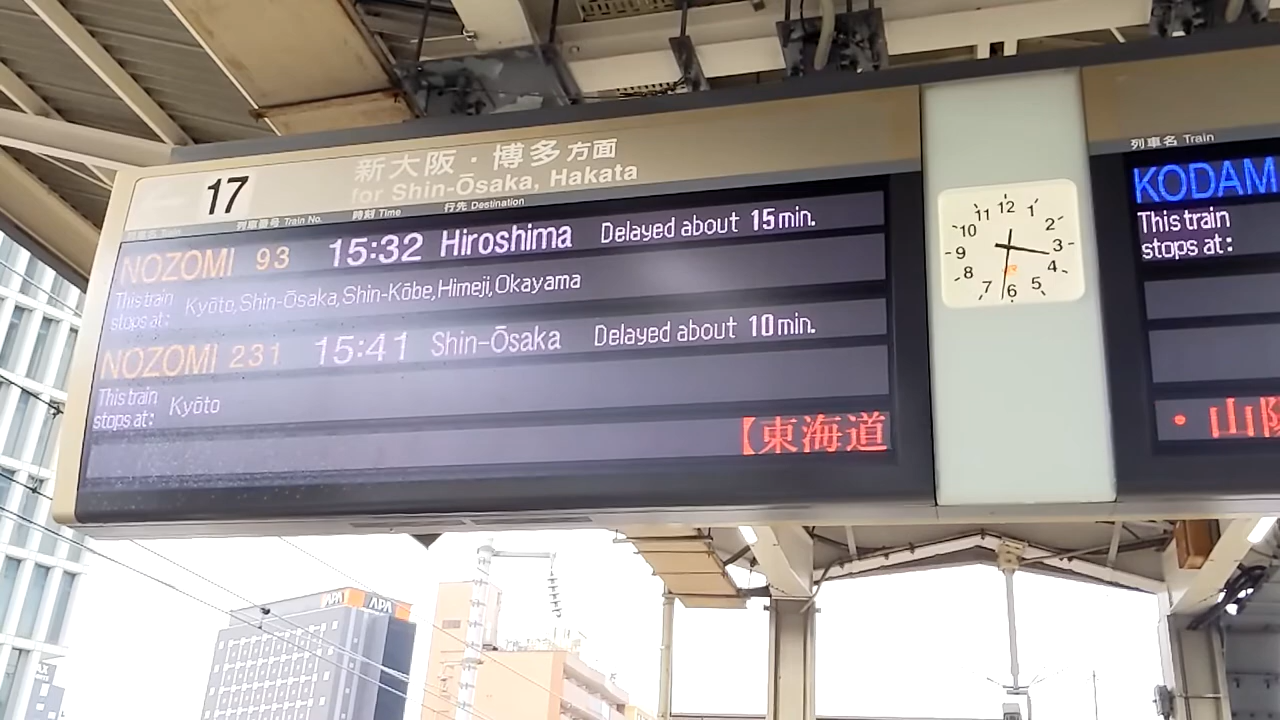 17
新大阪・博多方面
for Shin-Ōsaka, Hakata
列車番号 Train No.
時刻 Time
行先 Destination
NOZOMI 93 15:32 Hiroshima Delayed about 15min.
This train stops at: Kyōto,Shin-Ōsaka,Shin-Kōbe,Himeji,Okayama
NOZOMI 231 15:41 Shin-Ōsaka Delayed about 10min.
This train stops at: Kyōto
【東海道
12 1 2 3 4 5 6 7 8 9 10 11
列車名 Train
KODAM
This train
stops at:
・山陽
APA
APA